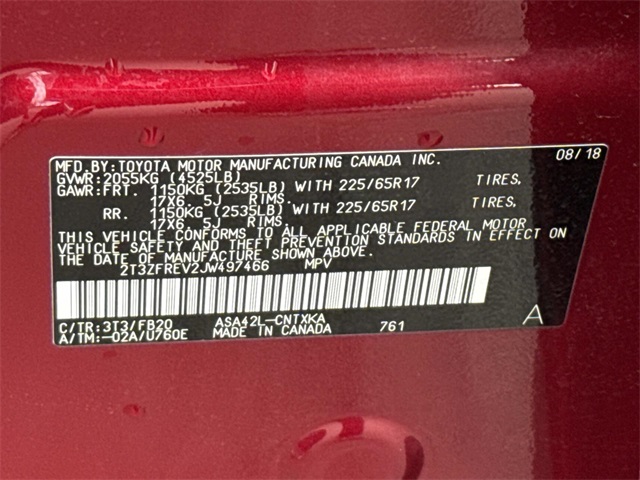 MFD.BY:TOYOTA MOTOR MANUFACTURING CANADA INC. 08/18
GVWR:2055KG (4525LB)
GAWR:FRT. 1150KG (2535LB) WITH 225/65R17 TIRES,
17X6. 5J RIMS.
RR. 1150KG (2535LB) WITH 225/65R17 TIRES,
17X6. 5J RIMS.
THIS VEHICLE CONFORMS TO ALL APPLICABLE FEDERAL MOTOR
VEHICLE SAFETY AND THEFT PREVENTION STANDARDS IN EFFECT ON
THE DATE OF MANUFACTURE SHOWN ABOVE.
2T3ZFREV2JW497466 MPV
C/TR:3T3/FB20 ASA42L-CNTXKA A
A/TM:-02A/U760E MADE IN CANADA 761